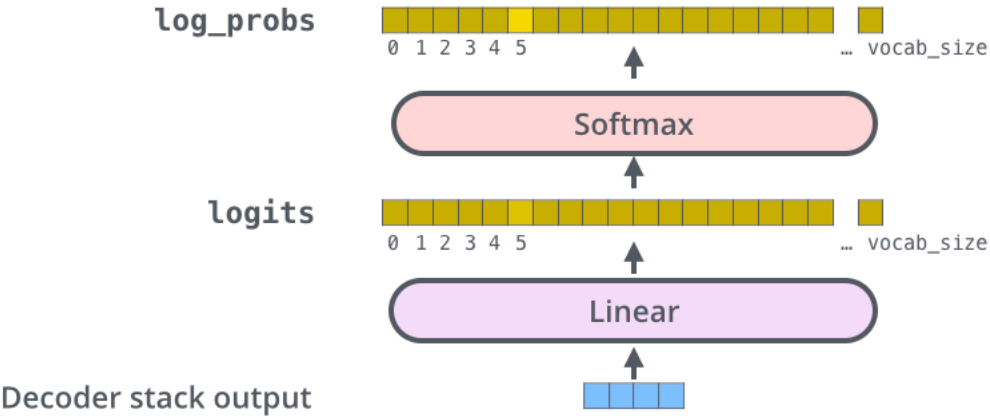 log_probs
0 1 2 3 4 5 … vocab_size
Softmax
logits
0 1 2 3 4 5 … vocab_size
Linear
Decoder stack output